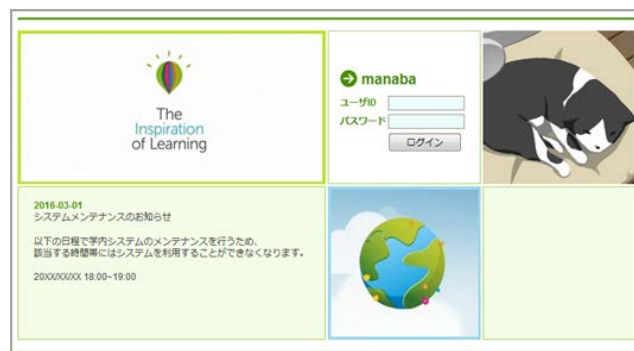 The
Inspiration
of Learning
manaba
ユーザID
パスワード
ログイン
2016-03-01
システムメンテナンスのお知らせ
以下の日程で学内システムのメンテナンスを行うため、
該当する時間帯にはシステムを利用することができなくなります。
20XX/XX/XX 18:00~19:00